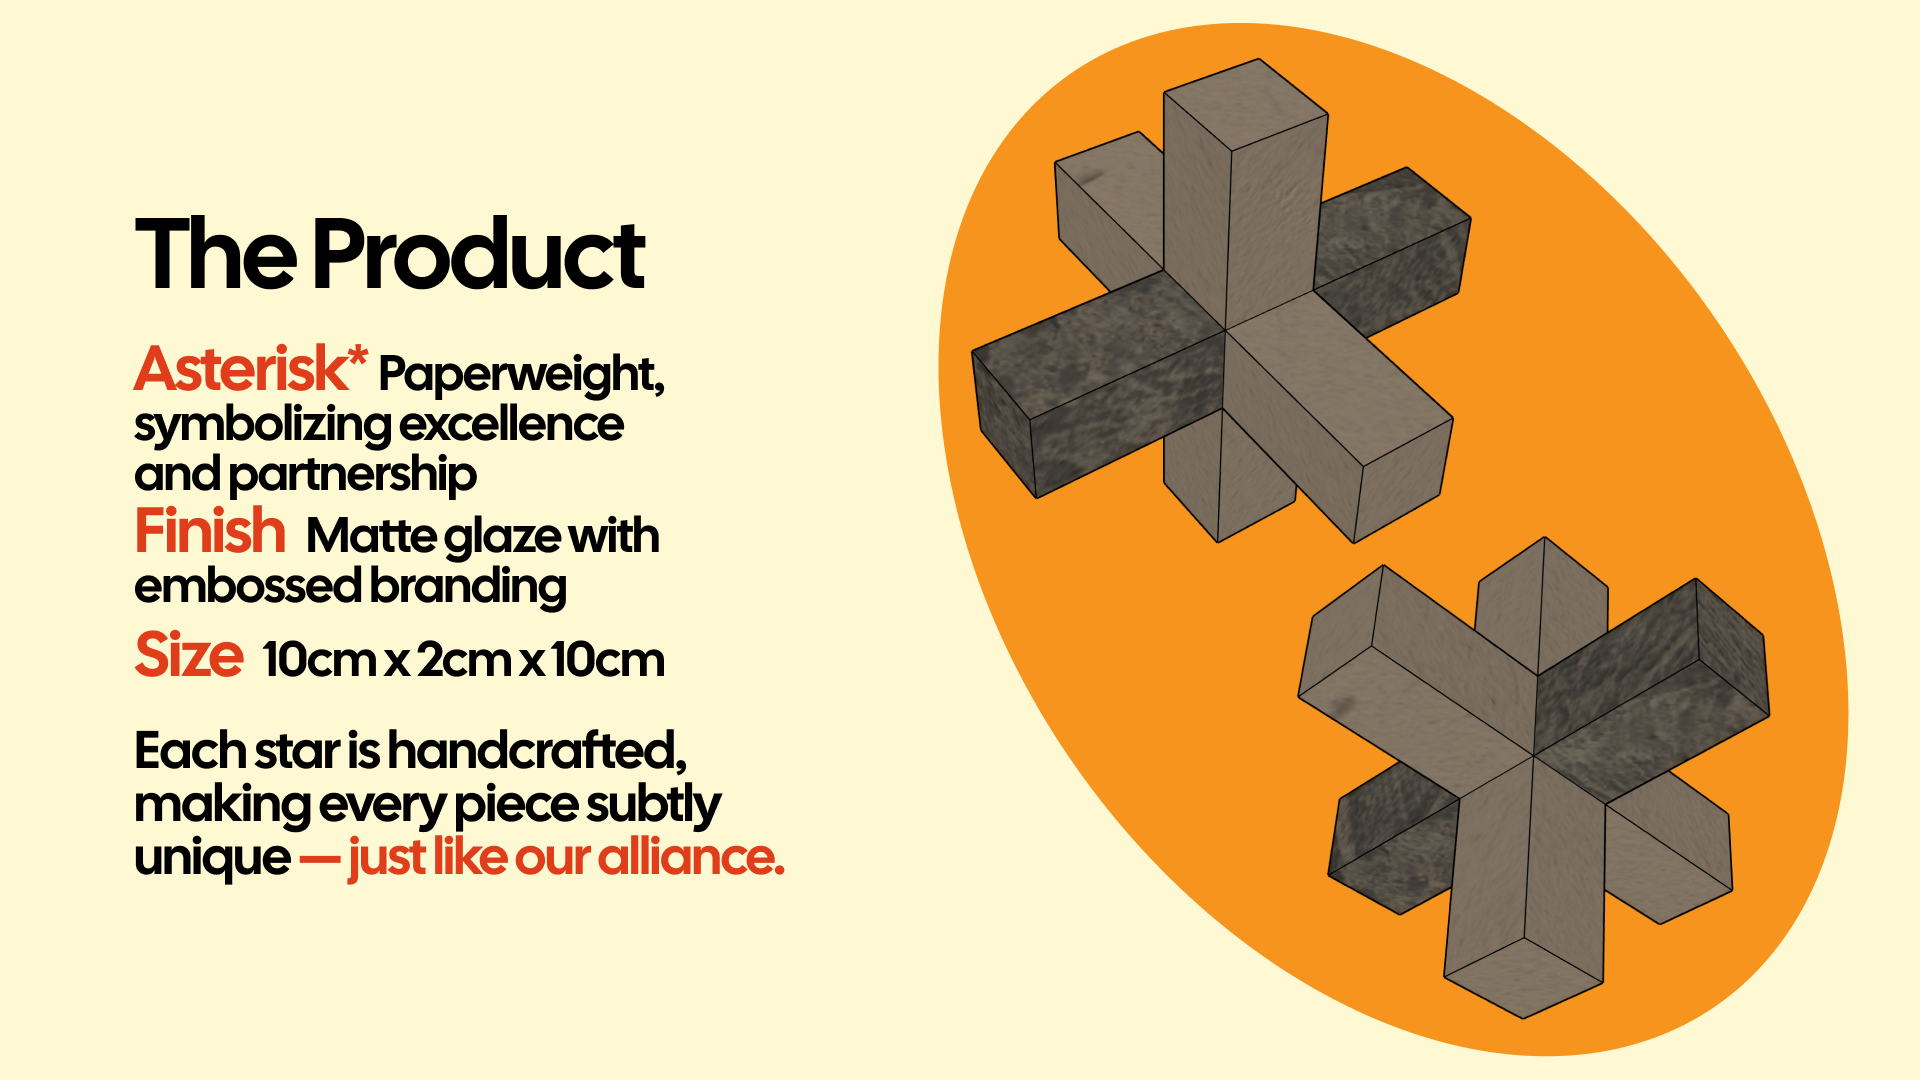 The Product
Asterisk* Paperweight,
symbolizing excellence
and partnership
Finish Matte glaze with
embossed branding
Size 10cm x 2cm x 10cm
Each star is handcrafted,
making every piece subtly
unique — just like our alliance.